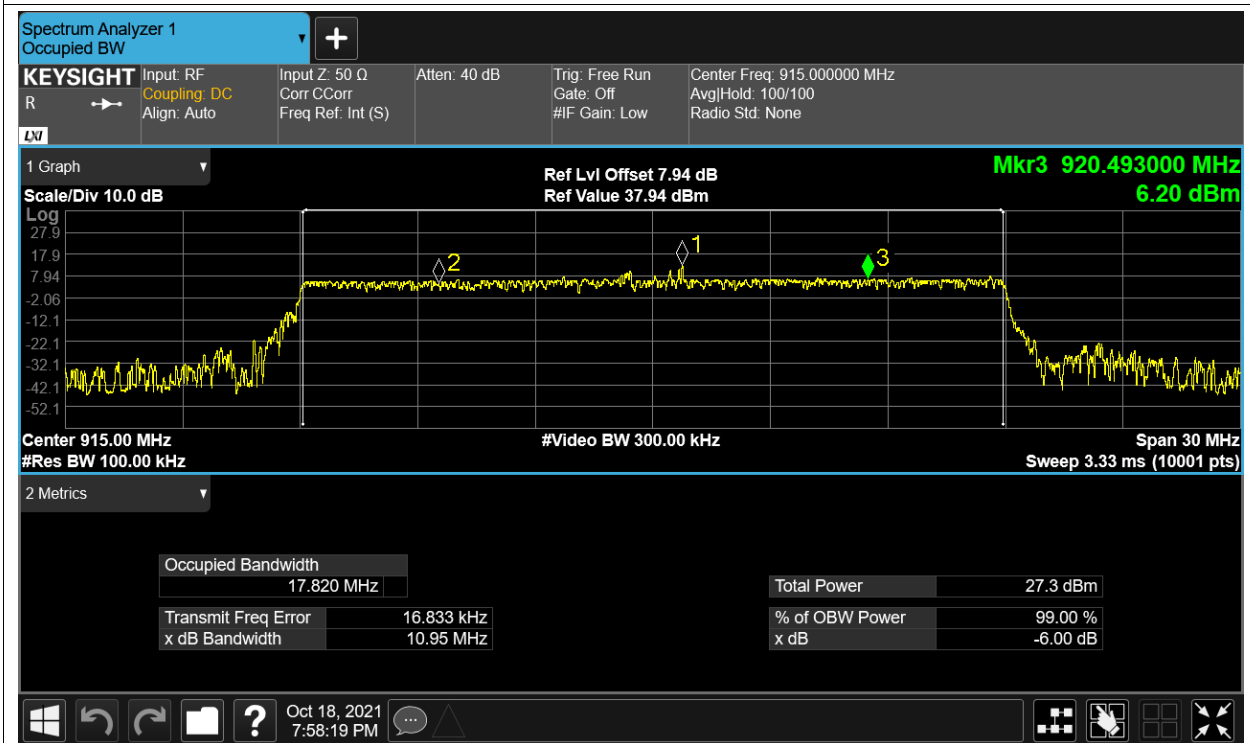 Spectrum Analyzer 1
Occupied BW
KEYSIGHT
R
LXI
Input: RF
Coupling: DC
Align: Auto
Input Z: 50 Ω
Corr CCorr
Freq Ref: Int (S)
Atten: 40 dB
Trig: Free Run
Gate: Off
#IF Gain: Low
Center Freq: 915.000000 MHz
Avg|Hold: 100/100
Radio Std: None
1 Graph
Scale/Div 10.0 dB
Ref Lvl Offset 7.94 dB
Ref Value 37.94 dBm
Mkr3 920.493000 MHz
6.20 dBm
Log
27.9
17.9
7.94
-2.06
-12.1
-22.1
-32.1
-42.1
-52.1
2
1
3
Center 915.00 MHz
#Res BW 100.00 kHz
#Video BW 300.00 kHz
Span 30 MHz
Sweep 3.33 ms (10001 pts)
2 Metrics
Occupied Bandwidth
17.820 MHz
Transmit Freq Error 16.833 kHz
x dB Bandwidth 10.95 MHz
Total Power 27.3 dBm
% of OBW Power 99.00 %
x dB -6.00 dB
?
Oct 18, 2021
7:58:19 PM